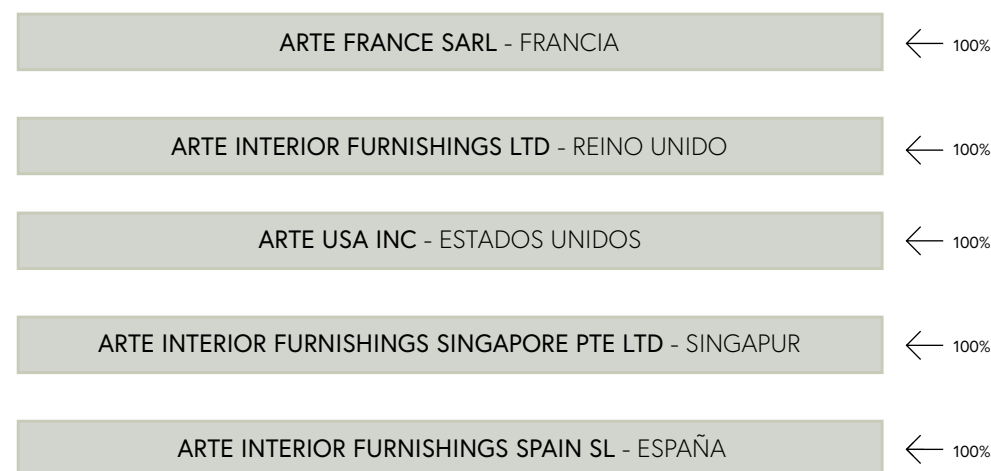 ARTE FRANCE SARL - FRANCIA 100%
ARTE INTERIOR FURNISHINGS LTD - REINO UNIDO 100%
ARTE USA INC - ESTADOS UNIDOS 100%
ARTE INTERIOR FURNISHINGS SINGAPORE PTE LTD - SINGAPUR 100%
ARTE INTERIOR FURNISHINGS SPAIN SL - ESPAÑA 100%